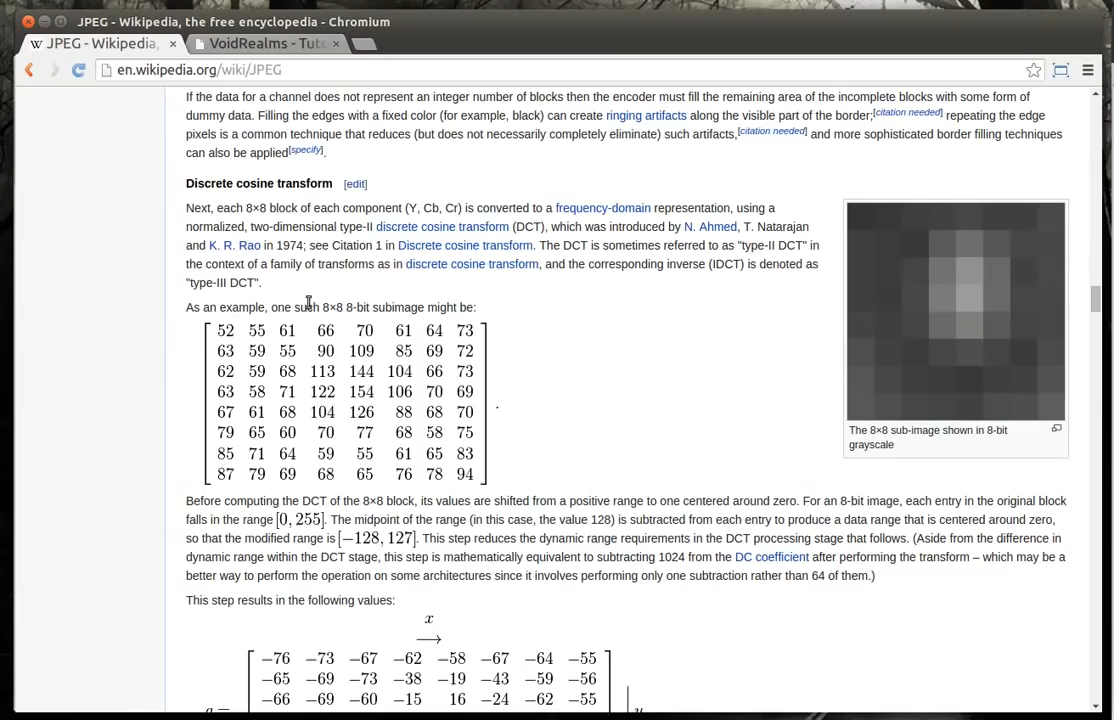 JPEG - Wikipedia, the free encyclopedia - Chromium
W JPEG - Wikipedia, × VoidRealms - Tuto ×
en.wikipedia.org/wiki/JPEG
If the data for a channel does not represent an integer number of blocks then the encoder must fill the remaining area of the incomplete blocks with some form of
dummy data. Filling the edges with a fixed color (for example, black) can create ringing artifacts along the visible part of the border;[citation needed] repeating the edge
pixels is a common technique that reduces (but does not necessarily completely eliminate) such artifacts,[citation needed] and more sophisticated border filling techniques
can also be applied[specify].
Discrete cosine transform [edit]
Next, each 8×8 block of each component (Y, Cb, Cr) is converted to a frequency-domain representation, using a
normalized, two-dimensional type-II discrete cosine transform (DCT), which was introduced by N. Ahmed, T. Natarajan
and K. R. Rao in 1974; see Citation 1 in Discrete cosine transform. The DCT is sometimes referred to as "type-II DCT" in
the context of a family of transforms as in discrete cosine transform, and the corresponding inverse (IDCT) is denoted as
"type-III DCT".
As an example, one such 8×8 8-bit subimage might be:
52 55 61 66 70 61 64 73
63 59 55 90 109 85 69 72
62 59 68 113 144 104 66 73
63 58 71 122 154 106 70 69
67 61 68 104 126 88 68 70
79 65 60 70 77 68 58 75
85 71 64 59 55 61 65 83
87 79 69 68 65 76 78 94
.
The 8×8 sub-image shown in 8-bit
grayscale
Before computing the DCT of the 8×8 block, its values are shifted from a positive range to one centered around zero. For an 8-bit image, each entry in the original block
falls in the range [0, 255]. The midpoint of the range (in this case, the value 128) is subtracted from each entry to produce a data range that is centered around zero,
so that the modified range is [−128, 127]. This step reduces the dynamic range requirements in the DCT processing stage that follows. (Aside from the difference in
dynamic range within the DCT stage, this step is mathematically equivalent to subtracting 1024 from the DC coefficient after performing the transform – which may be a
better way to perform the operation on some architectures since it involves performing only one subtraction rather than 64 of them.)
This step results in the following values:
x
→
−76 −73 −67 −62 −58 −67 −64 −55
−65 −69 −73 −38 −19 −43 −59 −56
−66 −69 −60 −15 16 −24 −62 −55